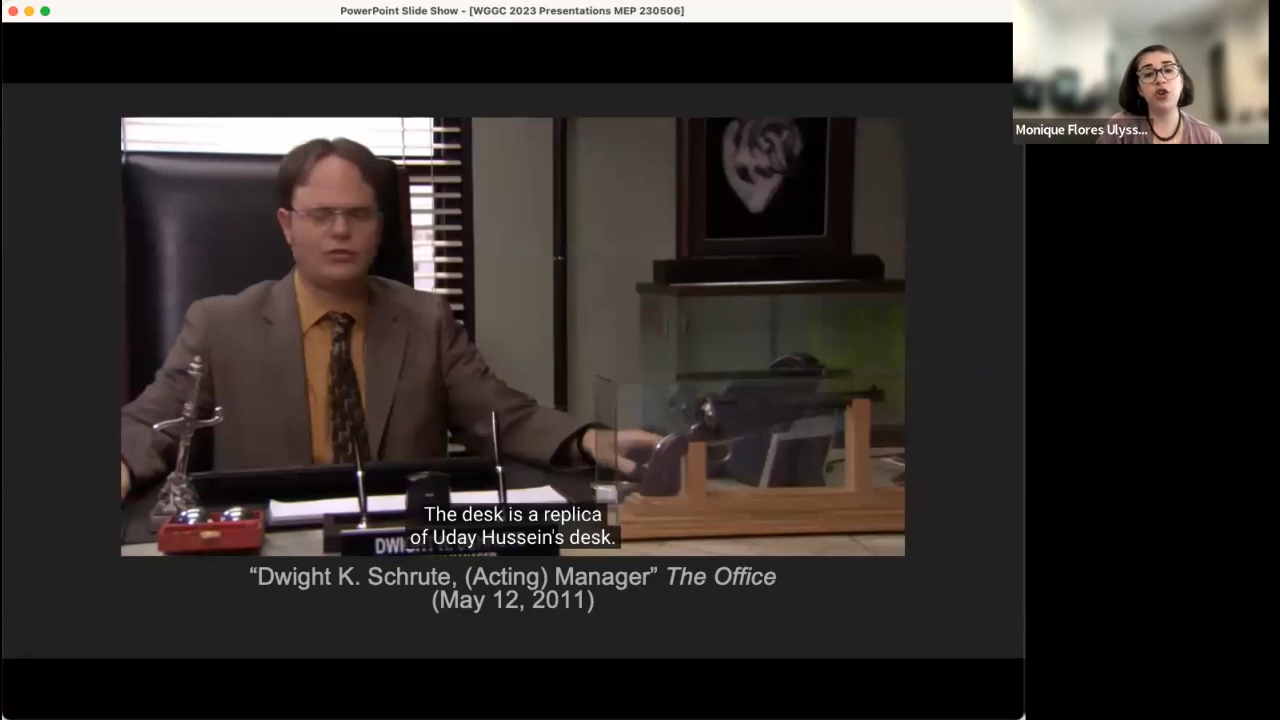 PowerPoint Slide Show - [WGGC 2023 Presentations MEP 230506]
Monique Flores Ulyss...
The desk is a replica
of Uday Hussein's desk.
“Dwight K. Schrute, (Acting) Manager” The Office
(May 12, 2011)